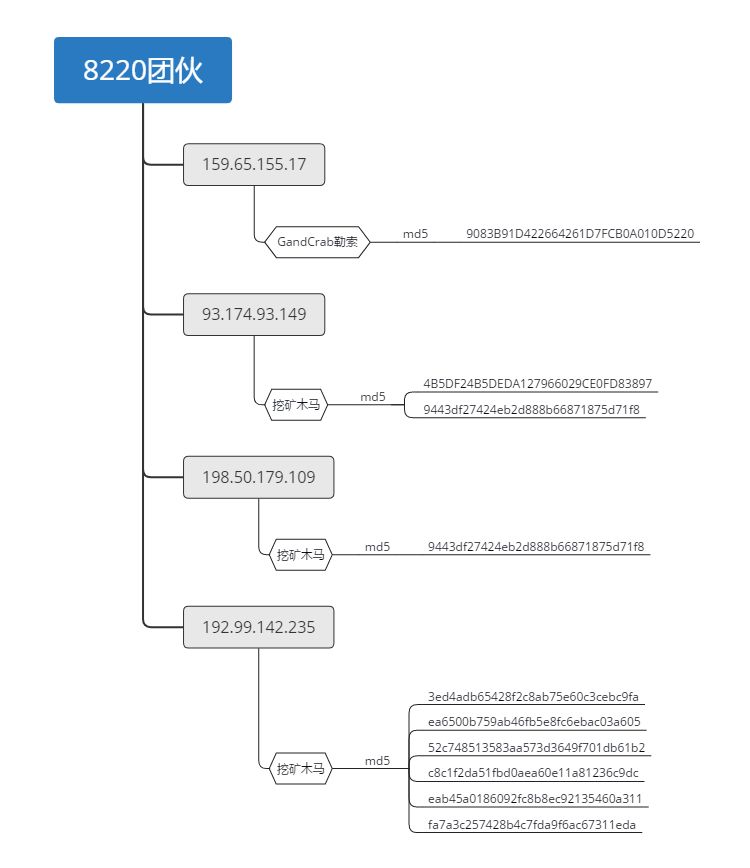 8220团伙
159.65.155.17
GandCrab勒索
md5
9083B91D422664261D7FCB0A010D5220
93.174.93.149
挖矿木马
md5
4B5DF24B5DEDA127966029CE0FD83897
9443df27424eb2d888b66871875d71f8
198.50.179.109
挖矿木马
md5
9443df27424eb2d888b66871875d71f8
192.99.142.235
挖矿木马
md5
3ed4adb65428f2c8ab75e60c3cebc9fa
ea6500b759ab46fb5e8fc6ebac03a605
52c748513583aa573d3649f701db61b2
c8c1f2da51fbd0aea60e11a81236c9dc
eab45a0186092fc8b8ec92135460a311
fa7a3c257428b4c7fda9f6ac67311eda